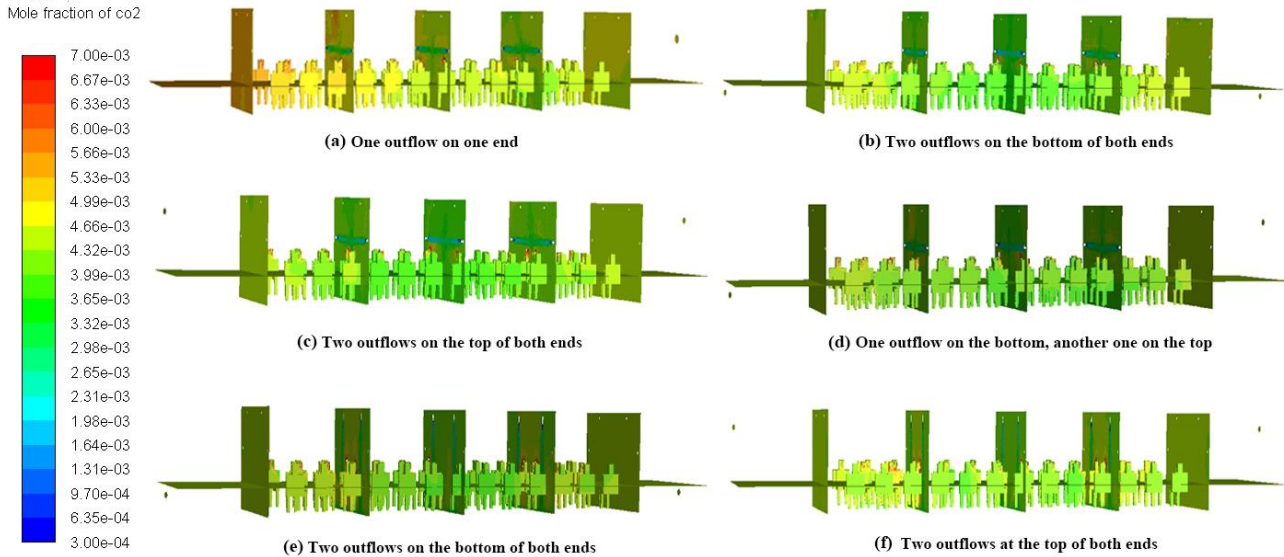 Mole fraction of co2
7.00e-03
6.67e-03
6.33e-03
6.00e-03
5.66e-03
5.33e-03
4.99e-03
4.66e-03
4.32e-03
3.99e-03
3.65e-03
3.32e-03
2.98e-03
2.65e-03
2.31e-03
1.98e-03
1.64e-03
1.31e-03
9.70e-04
6.35e-04
3.00e-04
(a) One outflow on one end
(b) Two outflows on the bottom of both ends
(c) Two outflows on the top of both ends
(d) One outflow on the bottom, another one on the top
(e) Two outflows on the bottom of both ends
(f) Two outflows at the top of both ends